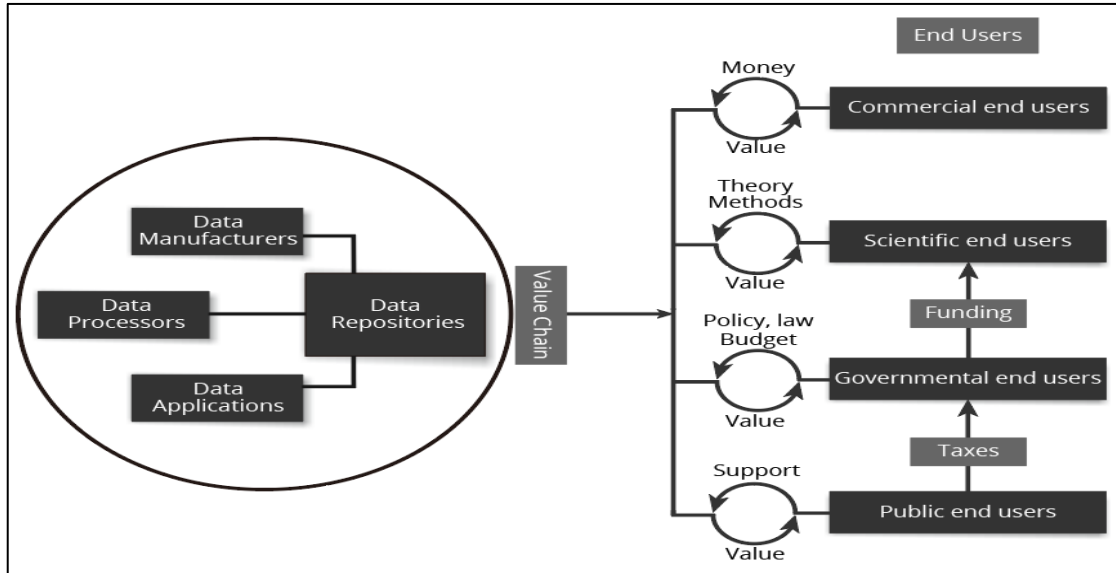 End Users
Money
Commercial end users
Value
Theory
Methods
Scientific end users
Value
Funding
Policy, law
Budget
Governmental end users
Value
Taxes
Support
Public end users
Value
Data
Manufacturers
Data
Processors
Data
Repositories
Data
Applications
Value Chain